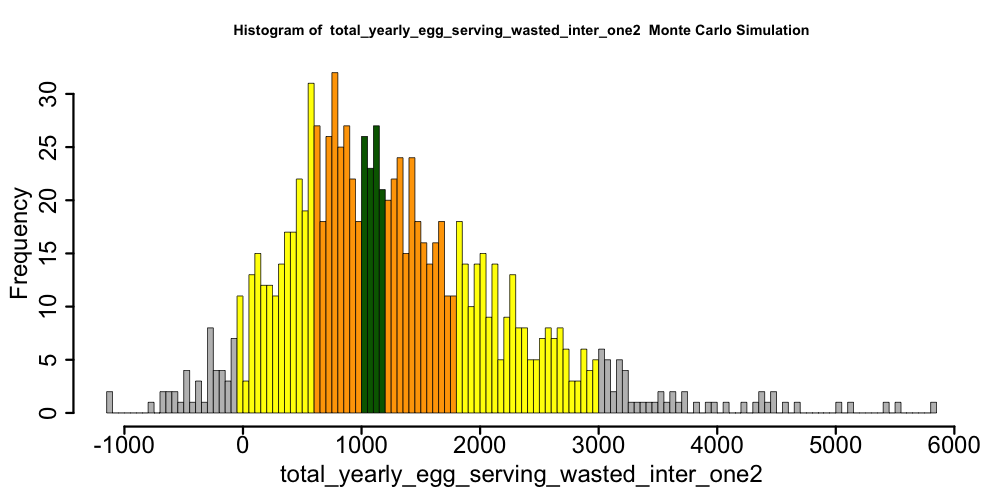 Histogram of  total_yearly_egg_serving_wasted_inter_one2  Monte Carlo Simulation
Frequency
30
25
20
15
10
5
0
-1000 0 1000 2000 3000 4000 5000 6000
total_yearly_egg_serving_wasted_inter_one2